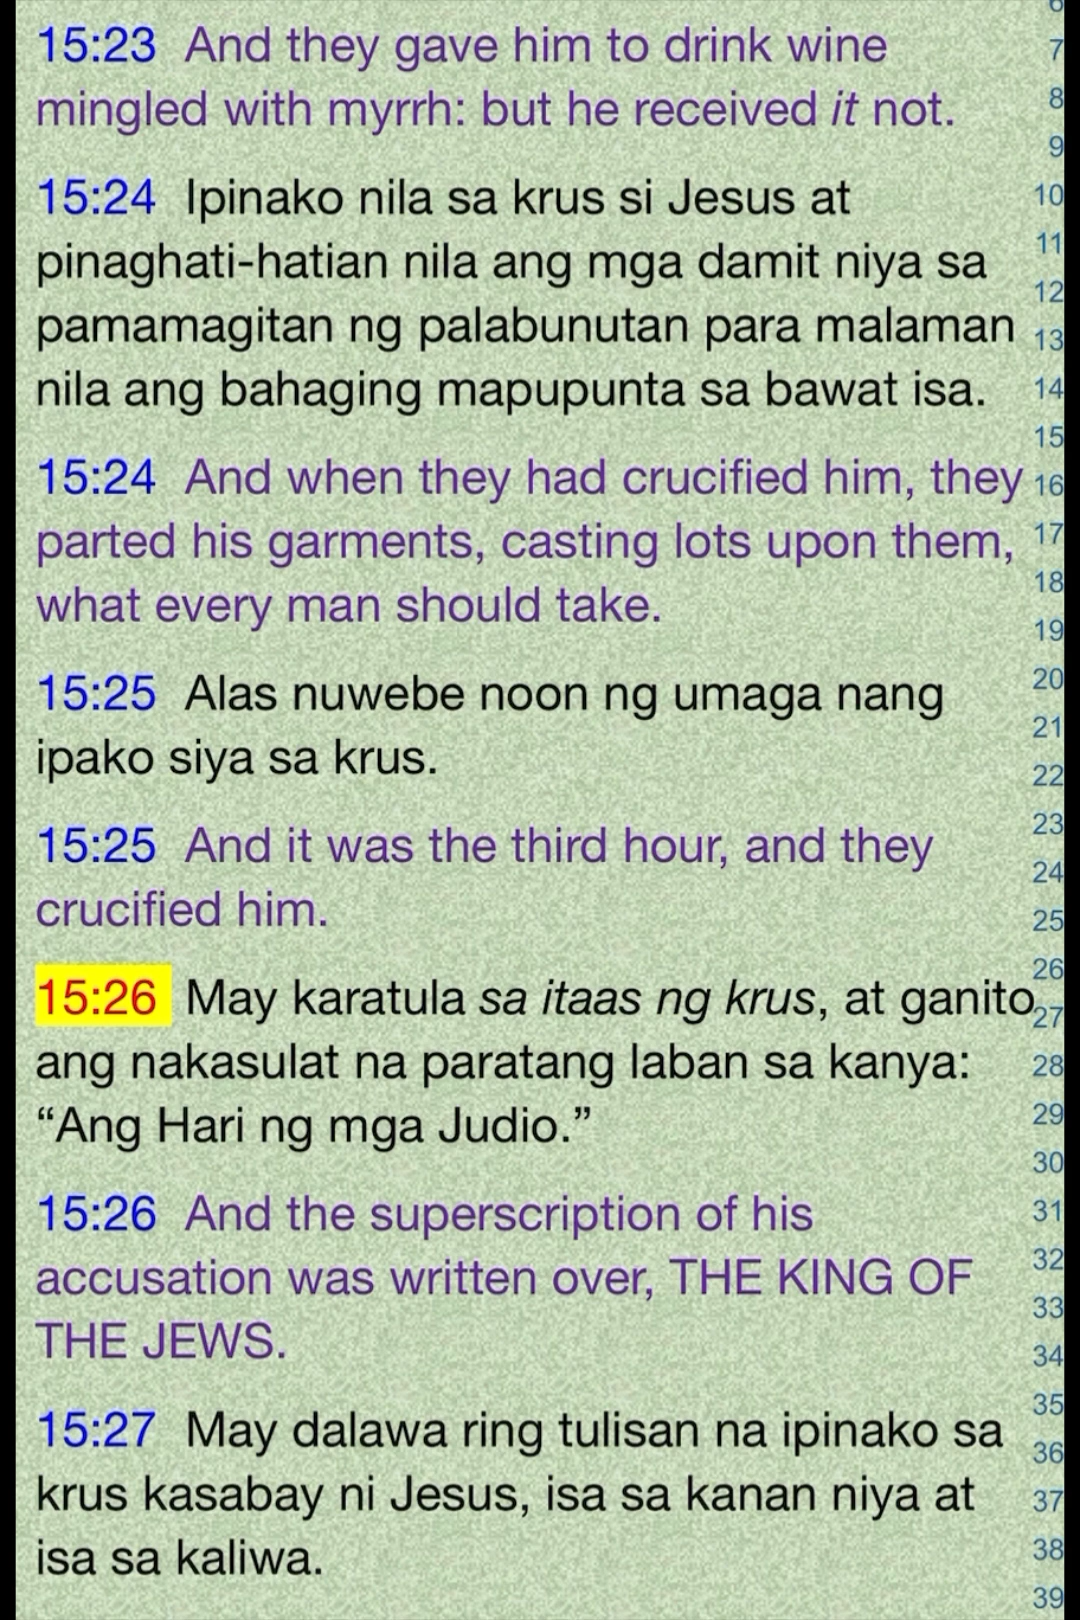 15:23 And they gave him to drink wine
mingled with myrrh: but he received it not.
15:24 Ipinako nila sa krus si Jesus at
pinaghati-hatian nila ang mga damit niya sa
pamamagitan ng palabunutan para malaman
nila ang bahaging mapupunta sa bawat isa.
15:24 And when they had crucified him, they
parted his garments, casting lots upon them,
what every man should take.
15:25 Alas nuwebe noon ng umaga nang
ipako siya sa krus.
15:25 And it was the third hour, and they
crucified him.
15:26 May karatula sa itaas ng krus, at ganito
ang nakasulat na paratang laban sa kanya:
“Ang Hari ng mga Judio.”
15:26 And the superscription of his
accusation was written over, THE KING OF
THE JEWS.
15:27 May dalawa ring tulisan na ipinako sa
krus kasabay ni Jesus, isa sa kanan niya at
isa sa kaliwa.
6
7
8
9
10
11
12
13
14
15
16
17
18
19
20
21
22
23
24
25
26
27
28
29
30
31
32
33
34
35
36
37
38
39